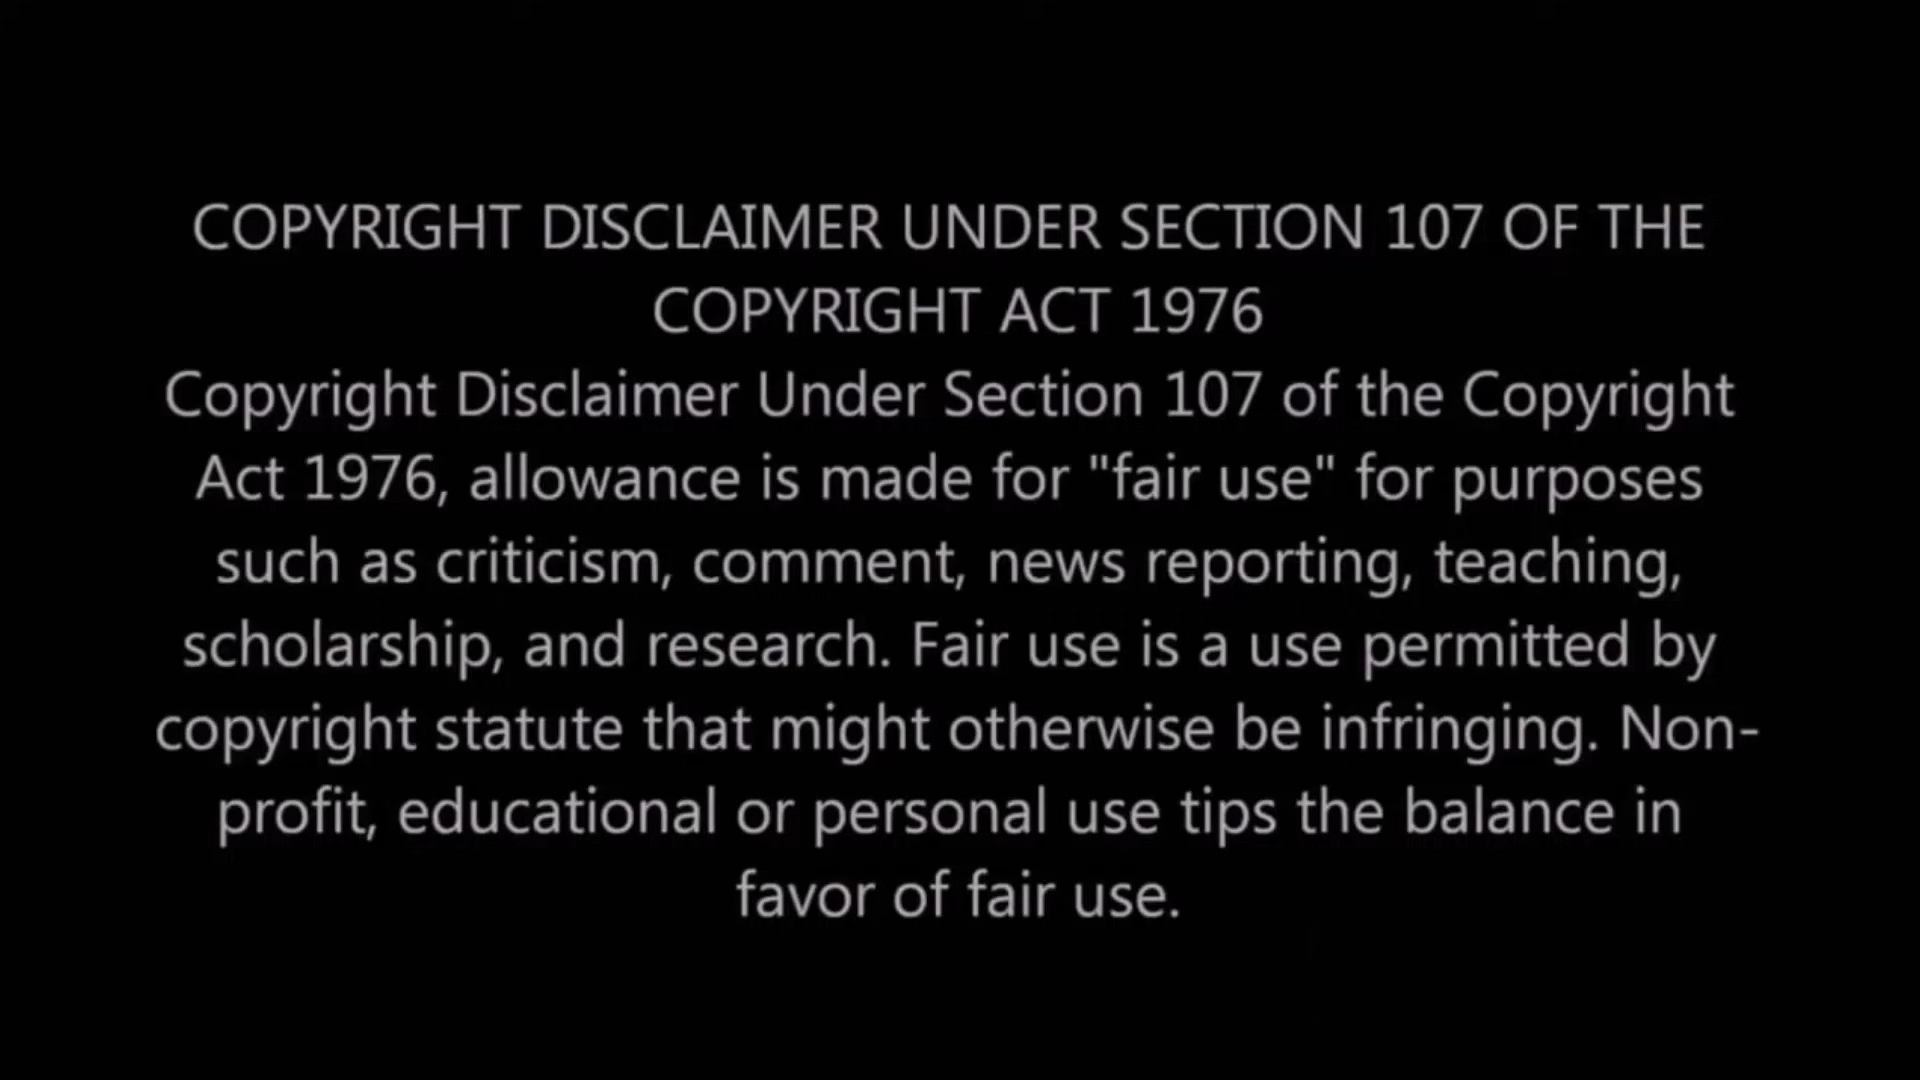 COPYRIGHT DISCLAIMER UNDER SECTION 107 OF THE
COPYRIGHT ACT 1976
Copyright Disclaimer Under Section 107 of the Copyright
Act 1976, allowance is made for "fair use" for purposes
such as criticism, comment, news reporting, teaching,
scholarship, and research. Fair use is a use permitted by
copyright statute that might otherwise be infringing. Non-
profit, educational or personal use tips the balance in
favor of fair use.